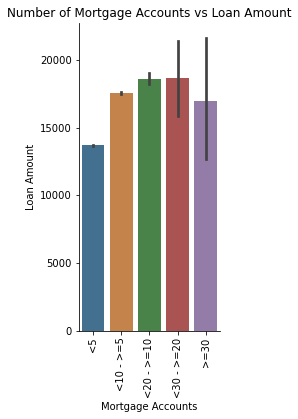 Number of Mortgage Accounts vs Loan Amount
20000
15000
10000
5000
0
Loan Amount
<5
<10 - >=5
<20 - >=10
<30 - >=20
>=30
Mortgage Accounts